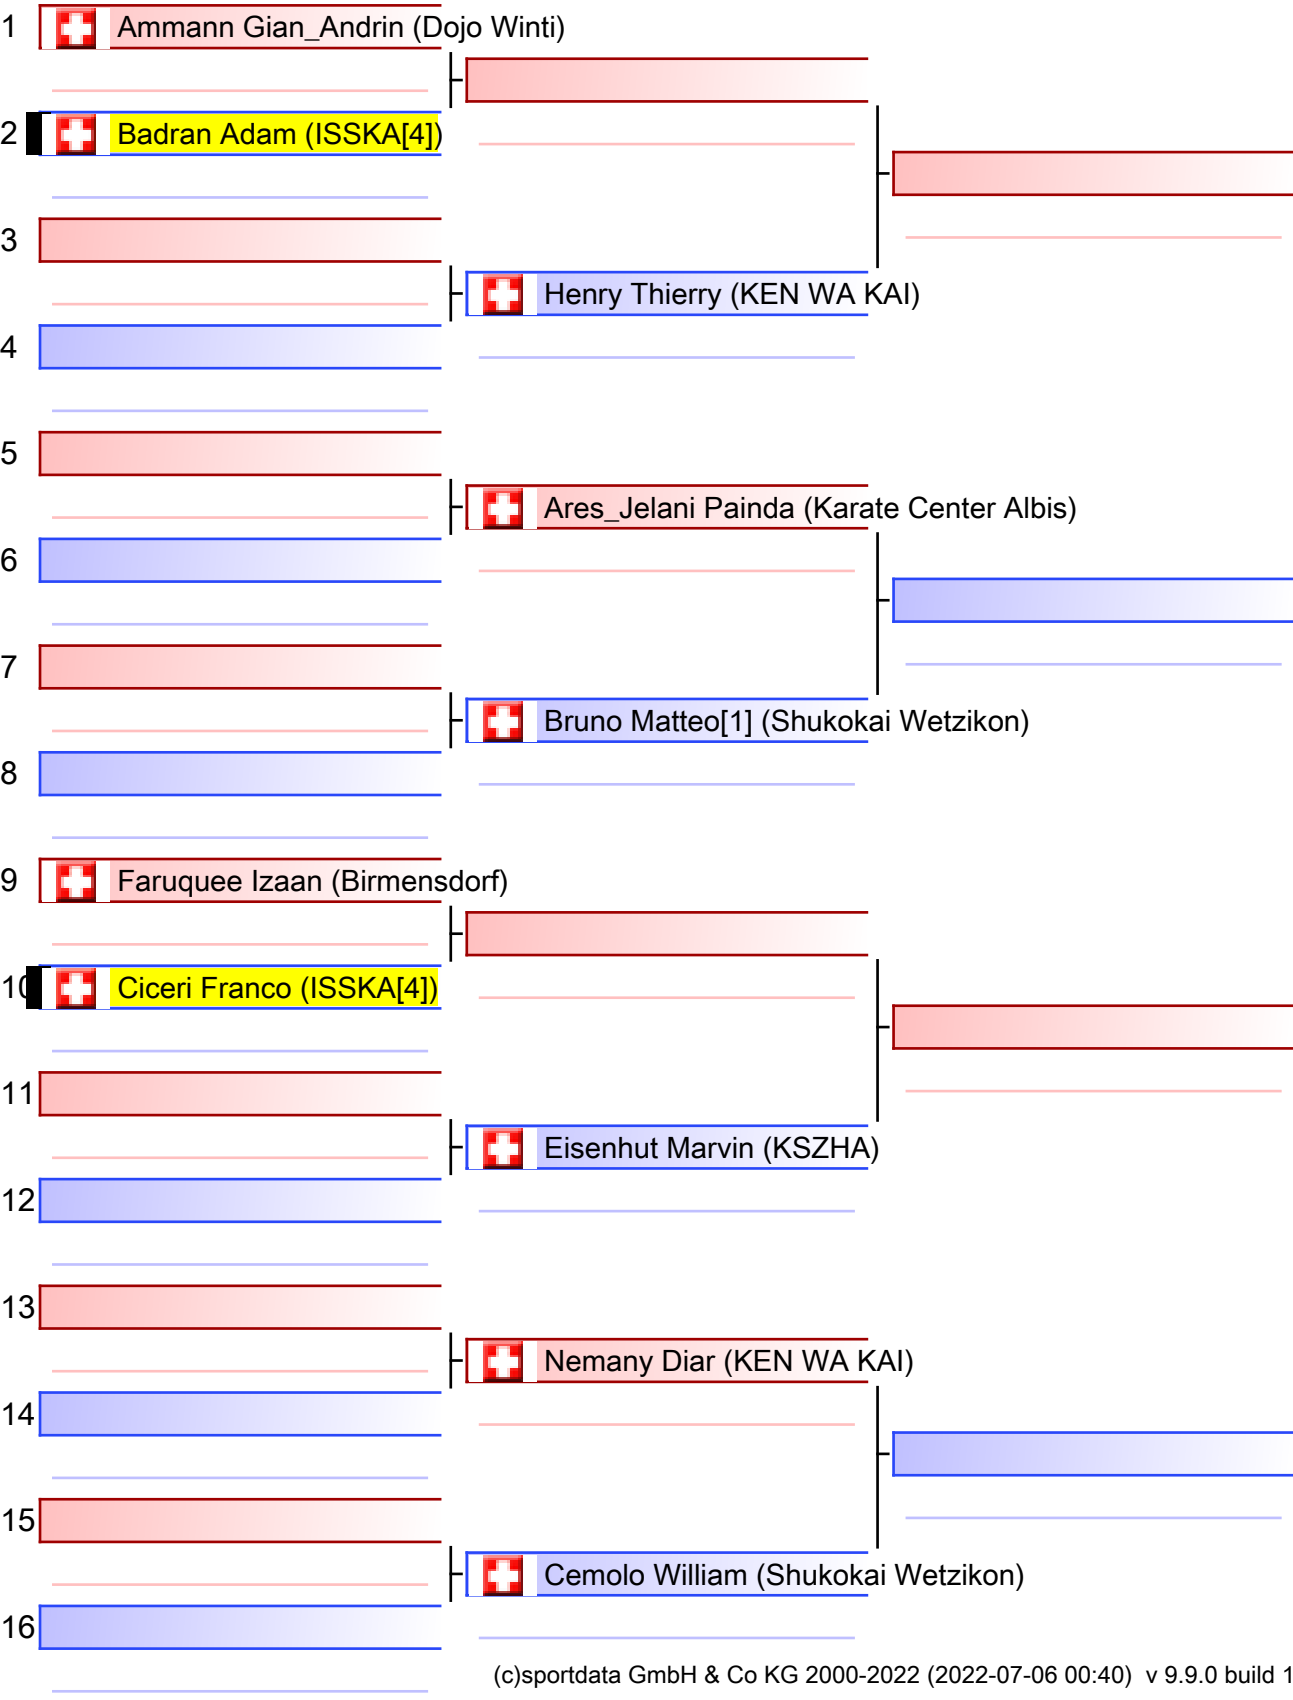 1 Ammann Gian_Andrin (Dojo Winti)
2 Badran Adam (ISSKA[4])
3
Henry Thierry (KEN WA KAI)
4
5
Ares_Jelani Painda (Karate Center Albis)
6
7
Bruno Matteo[1] (Shukokai Wetzikon)
8
9 Faruquee Izaan (Birmensdorf)
10 Ciceri Franco (ISSKA[4])
11
Eisenhut Marvin (KSZHA)
12
13
Nemany Diar (KEN WA KAI)
14
15
Cemolo William (Shukokai Wetzikon)
16
(c)sportdata GmbH & Co KG 2000-2022 (2022-07-06 00:40) v 9.9.0 build 1